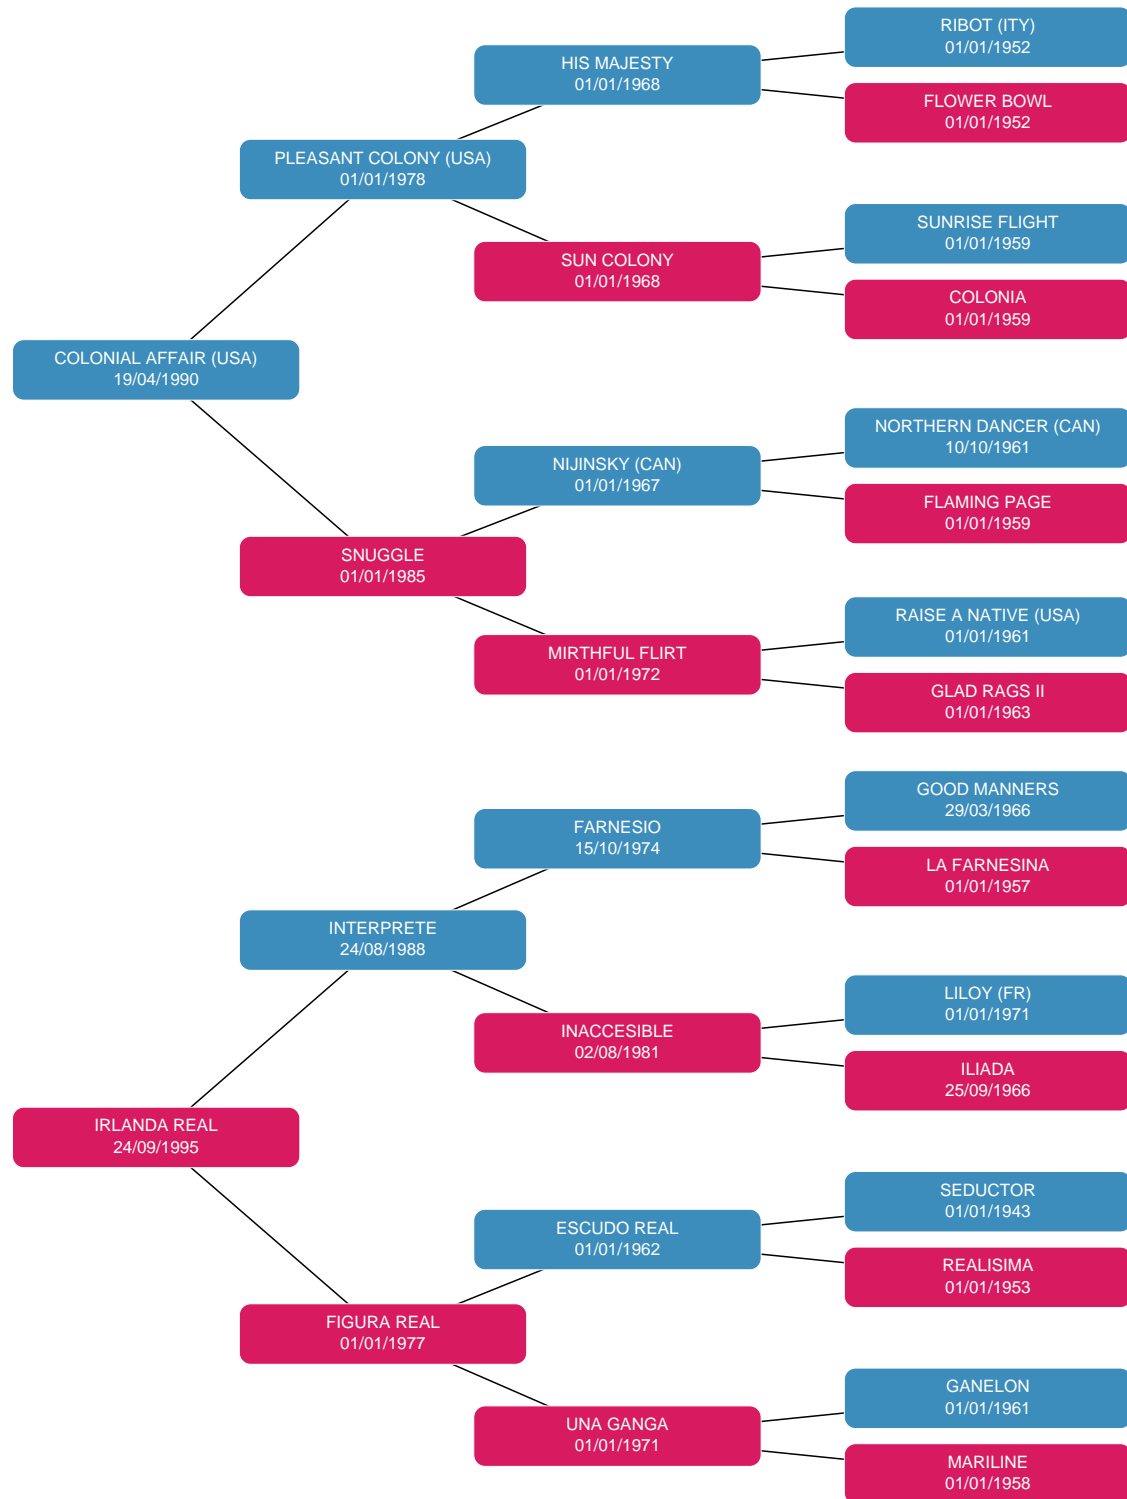 RIBOT (ITY)
01/01/1952
HIS MAJESTY
01/01/1968
FLOWER BOWL
01/01/1952
PLEASANT COLONY (USA)
01/01/1978
SUNRISE FLIGHT
01/01/1959
SUN COLONY
01/01/1968
COLONIA
01/01/1959
COLONIAL AFFAIR (USA)
19/04/1990
NORTHERN DANCER (CAN)
10/10/1961
NIJINSKY (CAN)
01/01/1967
FLAMING PAGE
01/01/1959
SNUGGLE
01/01/1985
RAISE A NATIVE (USA)
01/01/1961
MIRTHFUL FLIRT
01/01/1972
GLAD RAGS II
01/01/1963
GOOD MANNERS
29/03/1966
FARNESIO
15/10/1974
LA FARNESINA
01/01/1957
INTERPRETE
24/08/1988
LILOY (FR)
01/01/1971
INACCESIBLE
02/08/1981
ILIADA
25/09/1966
IRLANDA REAL
24/09/1995
SEDUCTOR
01/01/1943
ESCUDO REAL
01/01/1962
REALISIMA
01/01/1953
FIGURA REAL
01/01/1977
GANELON
01/01/1961
UNA GANGA
01/01/1971
MARILINE
01/01/1958